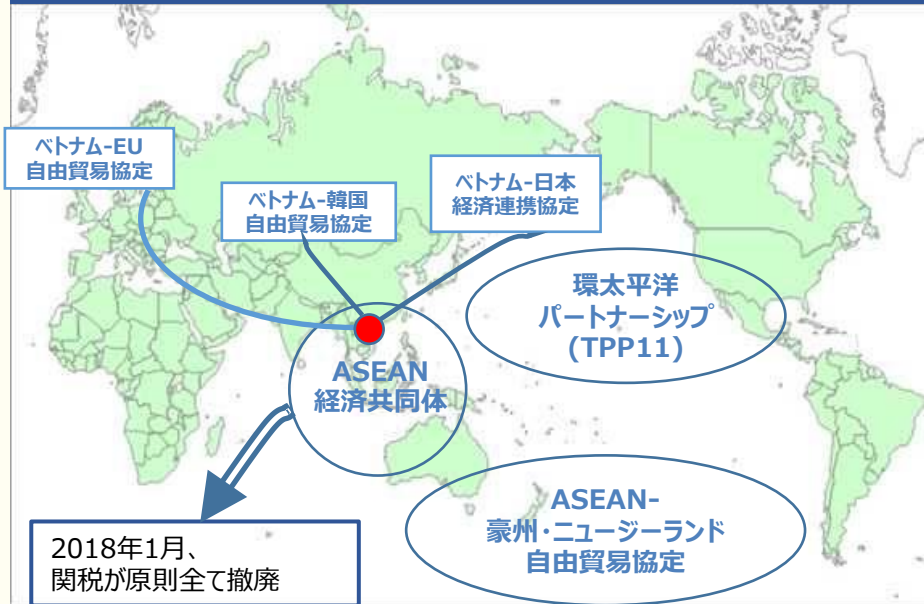 ベトナム-EU
自由貿易協定
ベトナム-韓国
自由貿易協定
ベトナム-日本
経済連携協定
環太平洋
パートナーシップ
(TPP11)
ASEAN
経済共同体
ASEAN-
豪州・ニュージーランド
自由貿易協定
2018年1月、
関税が原則全て撤廃